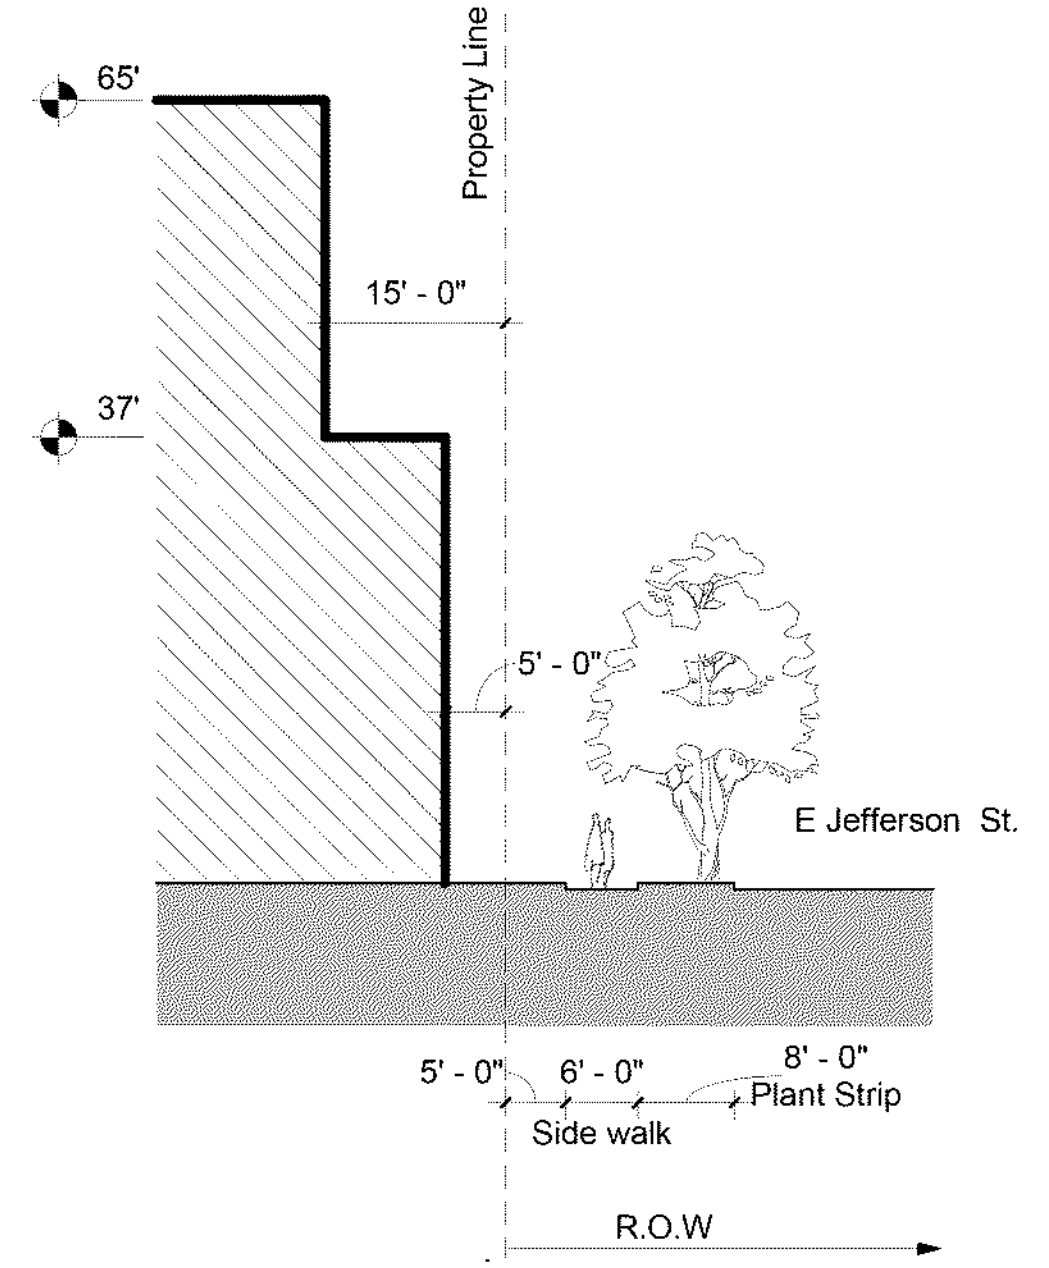 65'
Property Line
15' - 0"
37'
5' - 0"
E Jefferson St.
5' - 0" 6' - 0" 8' - 0"
Plant Strip
Side walk
R.O.W